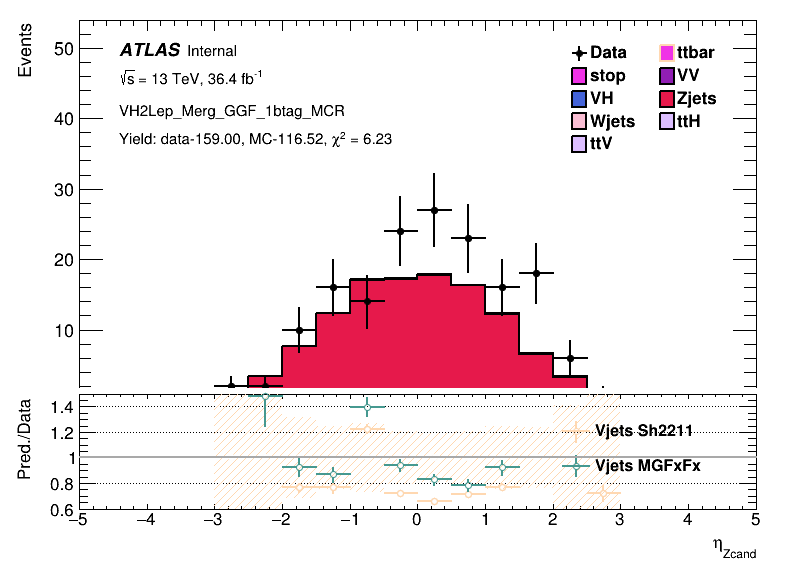 Events
50
40
30
20
10
ATLAS Internal
√s = 13 TeV, 36.4 fb⁻¹
VH2Lep_Merg_GGF_1btag_MCR
Yield: data-159.00, MC-116.52, χ² = 6.23
Data ttbar
stop VV
VH Zjets
Wjets ttH
ttV
Pred./Data
1.4
1.2
1
0.8
0.6
Vjets Sh2211
Vjets MGFxFx
−5 −4 −3 −2 −1 0 1 2 3 4 5
η_Zcand